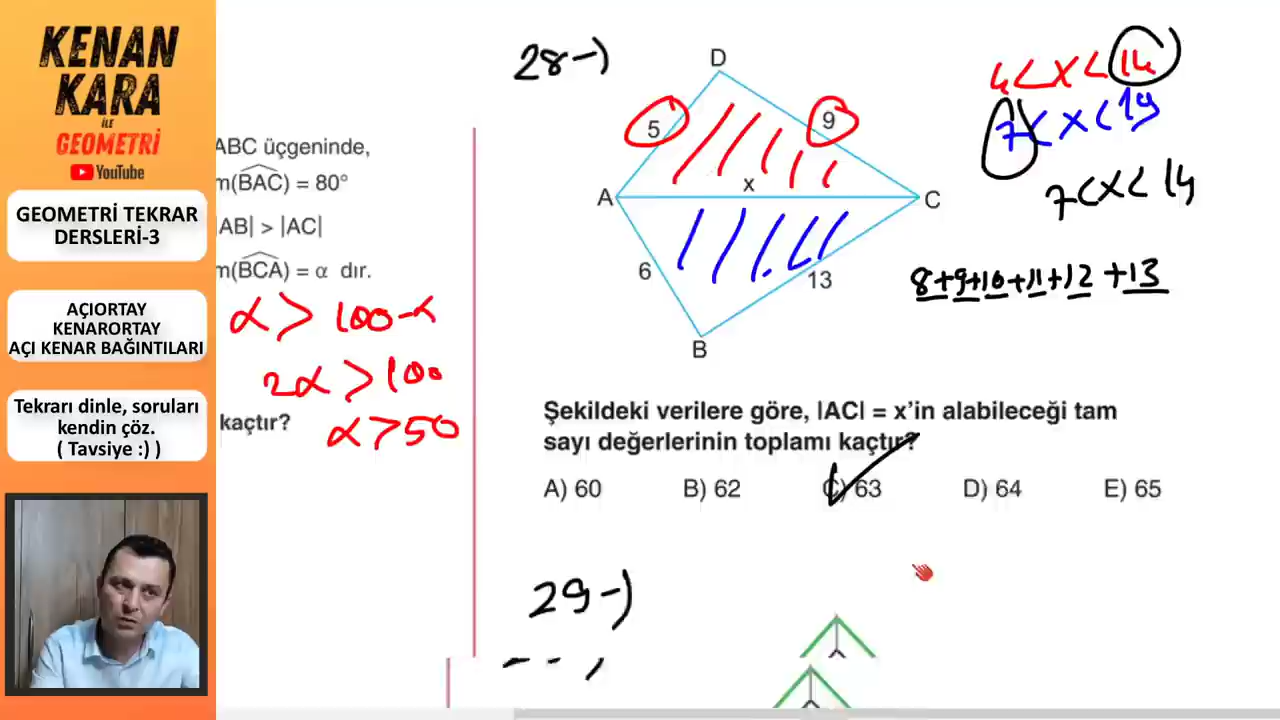 KENAN
KARA
İLE
GEOMETRİ
YouTube
GEOMETRİ TEKRAR
DERSLERİ-3
AÇIORTAY
KENARORTAY
AÇI KENAR BAĞINTILARI
Tekrarı dinle, soruları
kendin çöz.
( Tavsiye :) )
ABC üçgeninde,
m(BAC) = 80°
|AB| > |AC|
m(BCA) = α dır.
α > 100-α
2α > 100
kaçtır?
α > 50
28-)
D
5
9
A
x
C
6
13
B
4 < x < 14
7 < x < 19
7 < x < 14
8+9+10+11+12+13
Şekildeki verilere göre, |AC| = x'in alabileceği tam
sayı değerlerinin toplamı kaçtır?
A) 60 B) 62 C) 63 D) 64 E) 65
29-)